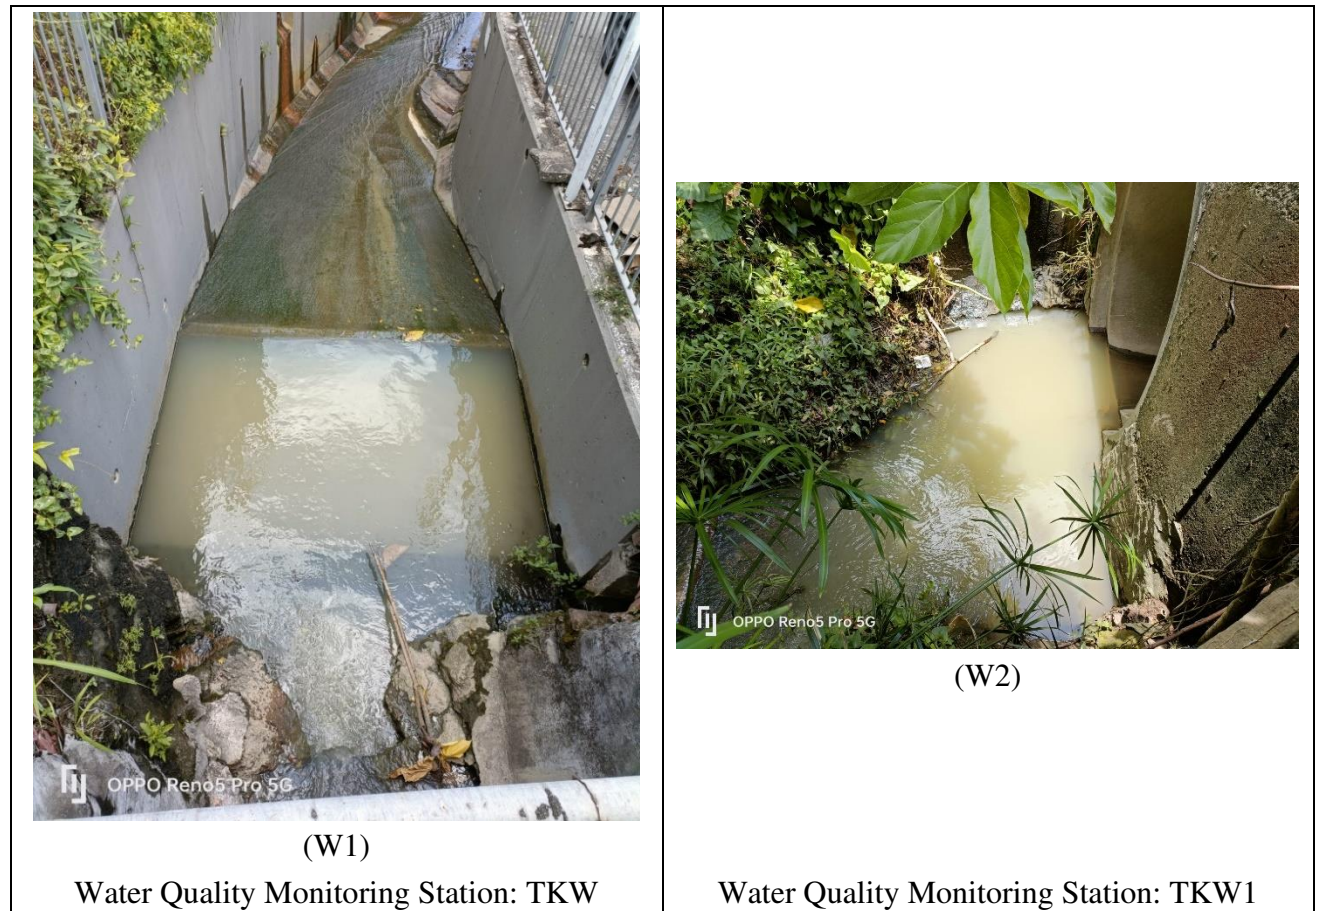 OPPO Reno5 Pro 5G
(W1)
Water Quality Monitoring Station: TKW
OPPO Reno5 Pro 5G
(W2)
Water Quality Monitoring Station: TKW1